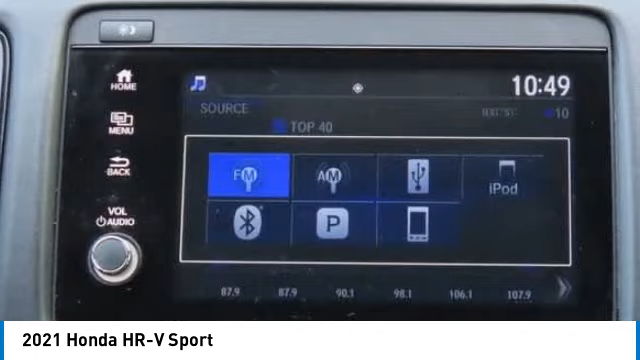 HOME
MENU
BACK
VOL
AUDIO
10:49
SOURCE
10
TOP 40
FM
AM
iPod
P
87.9 87.9 90.1 98.1 106.1 107.9
2021 Honda HR-V Sport